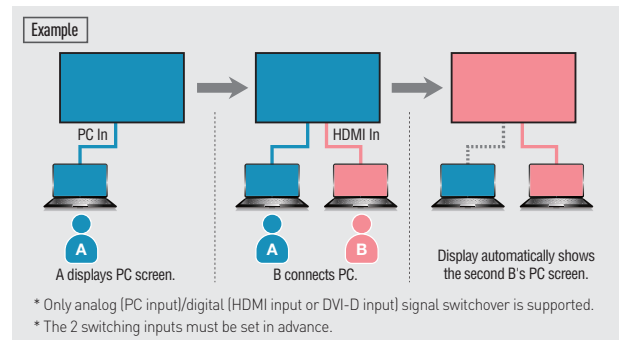 Example
PC In
HDMI In
A
A
B
A displays PC screen.
B connects PC.
Display automatically shows
the second B's PC screen.
* Only analog (PC input)/digital (HDMI input or DVI-D input) signal switchover is supported.
* The 2 switching inputs must be set in advance.